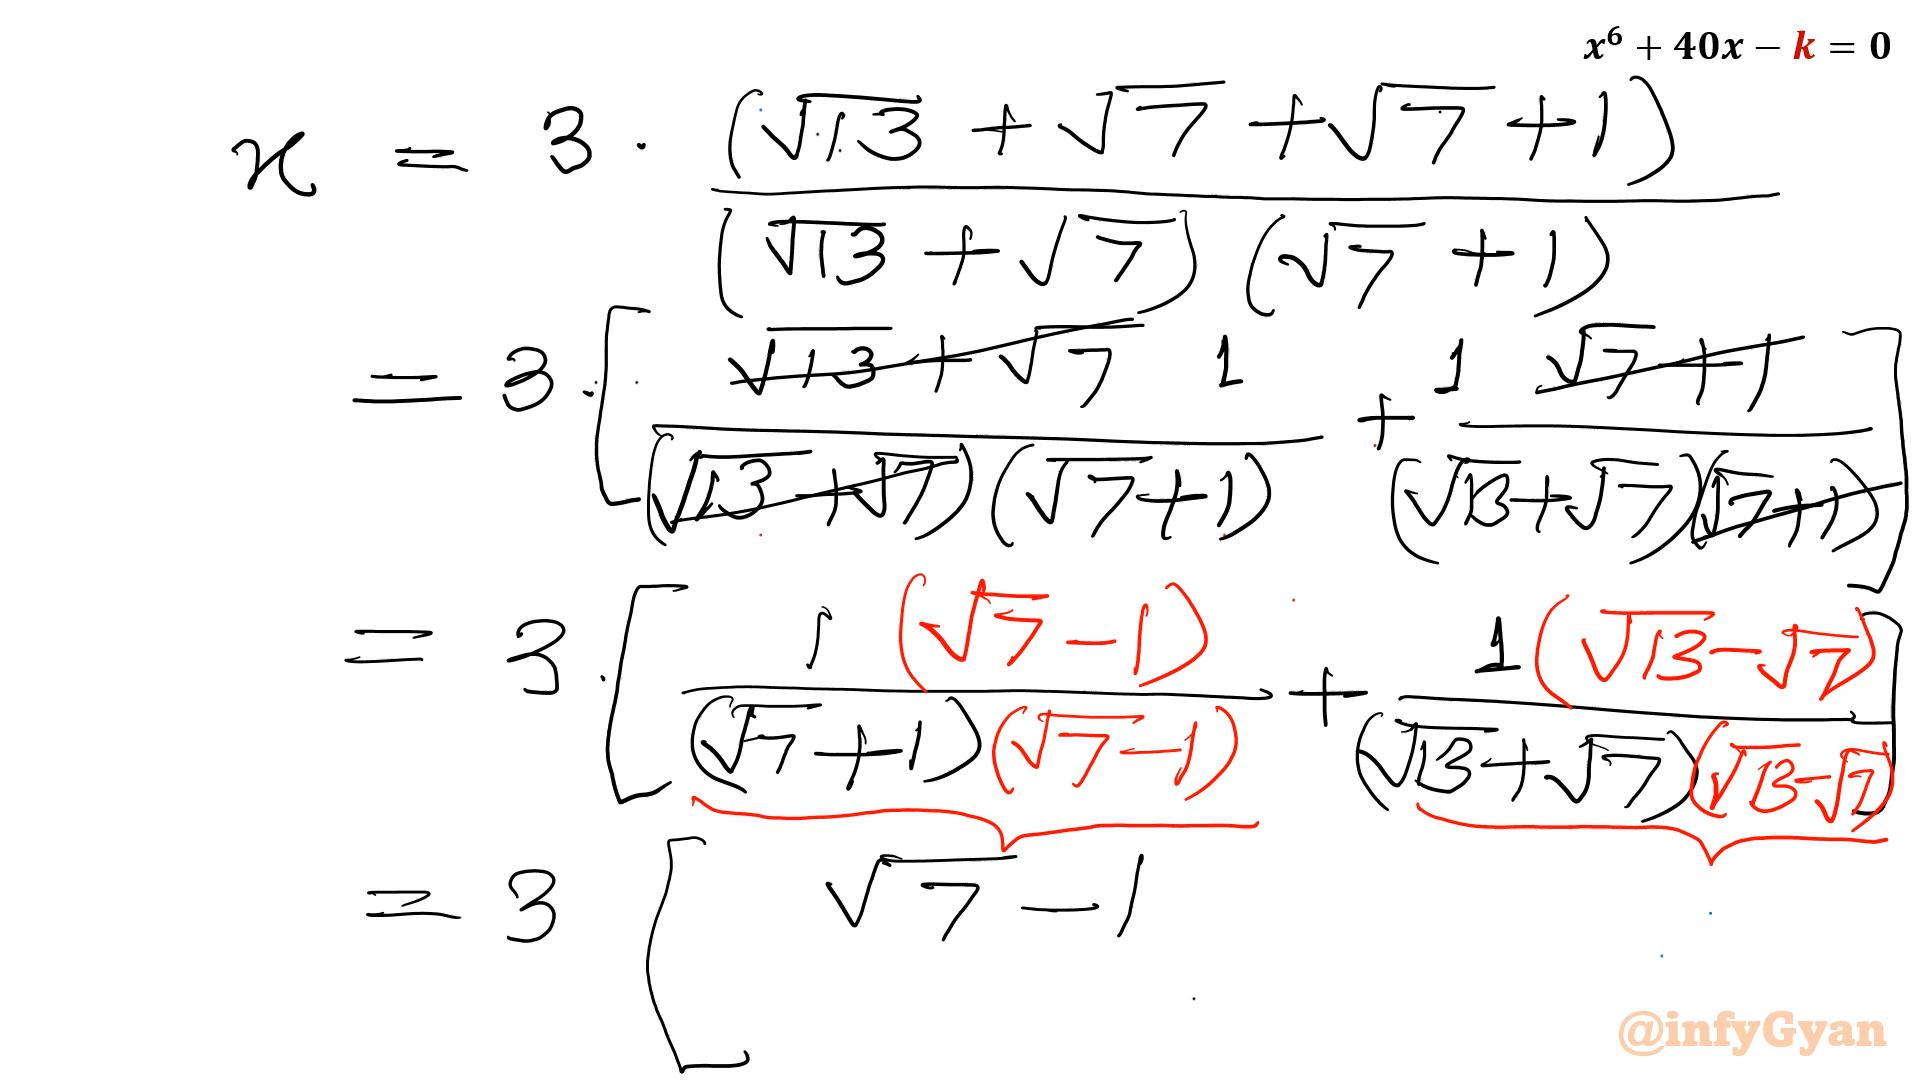 x⁶ + 40x − k = 0
x = 3 · (√13 + √7 + √7 + 1) / (√13 + √7)(√7 + 1)
= 3 · [ √13 + √7 1 / (√13 + √7)(√7 + 1) + 1 √7 + 1 / (√13 + √7)(√7 + 1) ]
= 3 · [ 1 (√7 − 1) / (√7 + 1)(√7 − 1) + 1 (√13 − √7) / (√13 + √7)(√13 − √7) ]
= 3 [ √7 − 1
@infyGyan